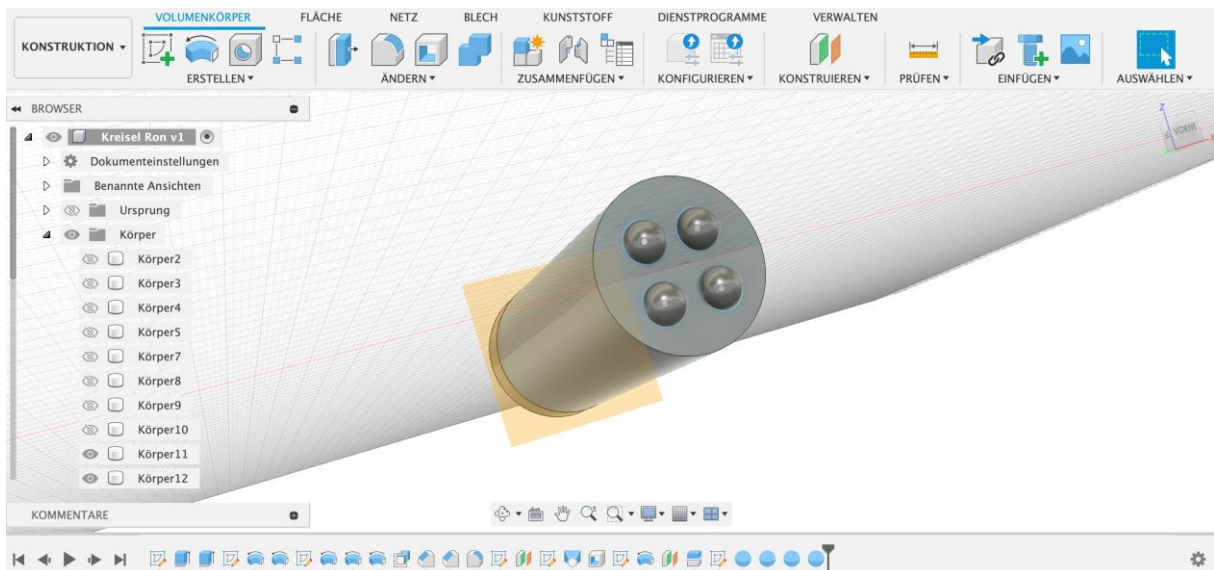 VOLUMENKÖRPER FLÄCHE NETZ BLECH KUNSTSTOFF DIENSTPROGRAMME VERWALTEN
KONSTRUKTION
ERSTELLEN ÄNDERN ZUSAMMENFÜGEN KONFIGURIEREN KONSTRUIEREN PRÜFEN EINFÜGEN AUSWÄHLEN
BROWSER
Kreisel Ron v1
Dokumenteinstellungen
Benannte Ansichten
Ursprung
Körper
Körper2
Körper3
Körper4
Körper5
Körper7
Körper8
Körper9
Körper10
Körper11
Körper12
Z
VORNE
X
KOMMENTARE